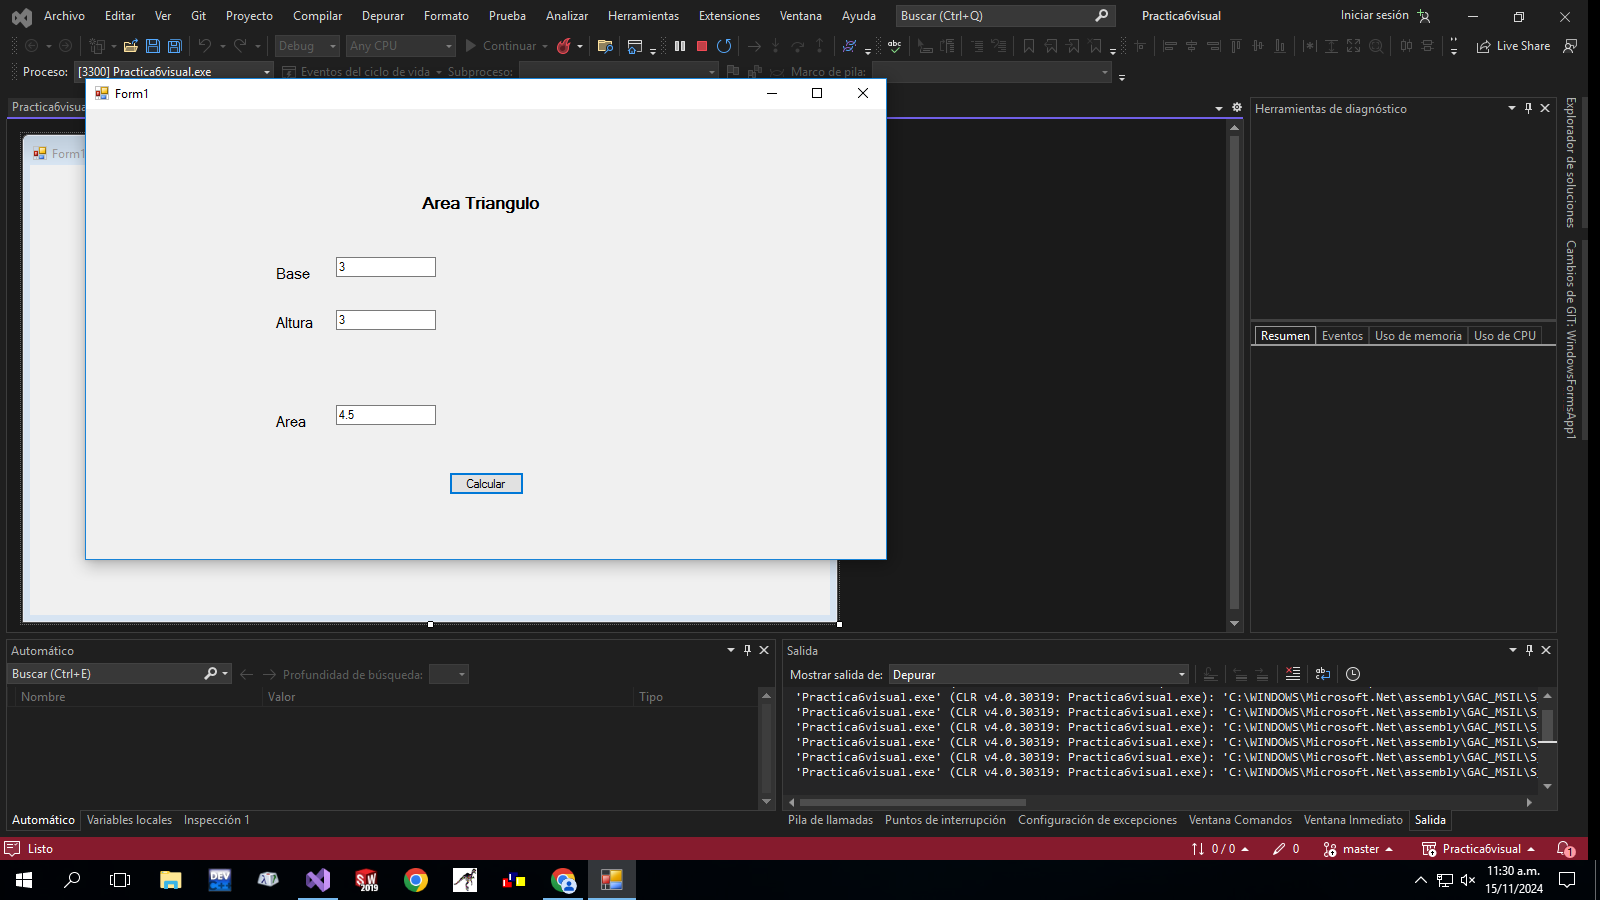 Archivo Editar Ver Git Proyecto Compilar Depurar Formato Prueba Analizar Herramientas Extensiones Ventana Ayuda Buscar (Ctrl+Q) Practica6visual Iniciar sesión
Debug Any CPU Continuar Live Share
Proceso: [3300] Practica6visual.exe Eventos del ciclo de vida Subproceso: Marco de pila:
Practica6visua
Form1
Form1
Area Triangulo
Base 3
Altura 3
Area 4.5
Calcular
Herramientas de diagnóstico
Resumen Eventos Uso de memoria Uso de CPU
Explorador de soluciones
Cambios de GIT: WindowsFormsApp1
Automático
Buscar (Ctrl+E) Profundidad de búsqueda:
Nombre Valor Tipo
Automático Variables locales Inspección 1
Salida
Mostrar salida de: Depurar
'Practica6visual.exe' (CLR v4.0.30319: Practica6visual.exe): 'C:\WINDOWS\Microsoft.Net\assembly\GAC_MSIL\S
'Practica6visual.exe' (CLR v4.0.30319: Practica6visual.exe): 'C:\WINDOWS\Microsoft.Net\assembly\GAC_MSIL\S
'Practica6visual.exe' (CLR v4.0.30319: Practica6visual.exe): 'C:\WINDOWS\Microsoft.Net\assembly\GAC_MSIL\S
'Practica6visual.exe' (CLR v4.0.30319: Practica6visual.exe): 'C:\WINDOWS\Microsoft.Net\assembly\GAC_MSIL\S
'Practica6visual.exe' (CLR v4.0.30319: Practica6visual.exe): 'C:\WINDOWS\Microsoft.Net\assembly\GAC_MSIL\S
'Practica6visual.exe' (CLR v4.0.30319: Practica6visual.exe): 'C:\WINDOWS\Microsoft.Net\assembly\GAC_MSIL\S
Pila de llamadas Puntos de interrupción Configuración de excepciones Ventana Comandos Ventana Inmediato Salida
Listo 0 / 0 0 master Practica6visual 1
DEV SW 2019
11:30 a.m.
15/11/2024